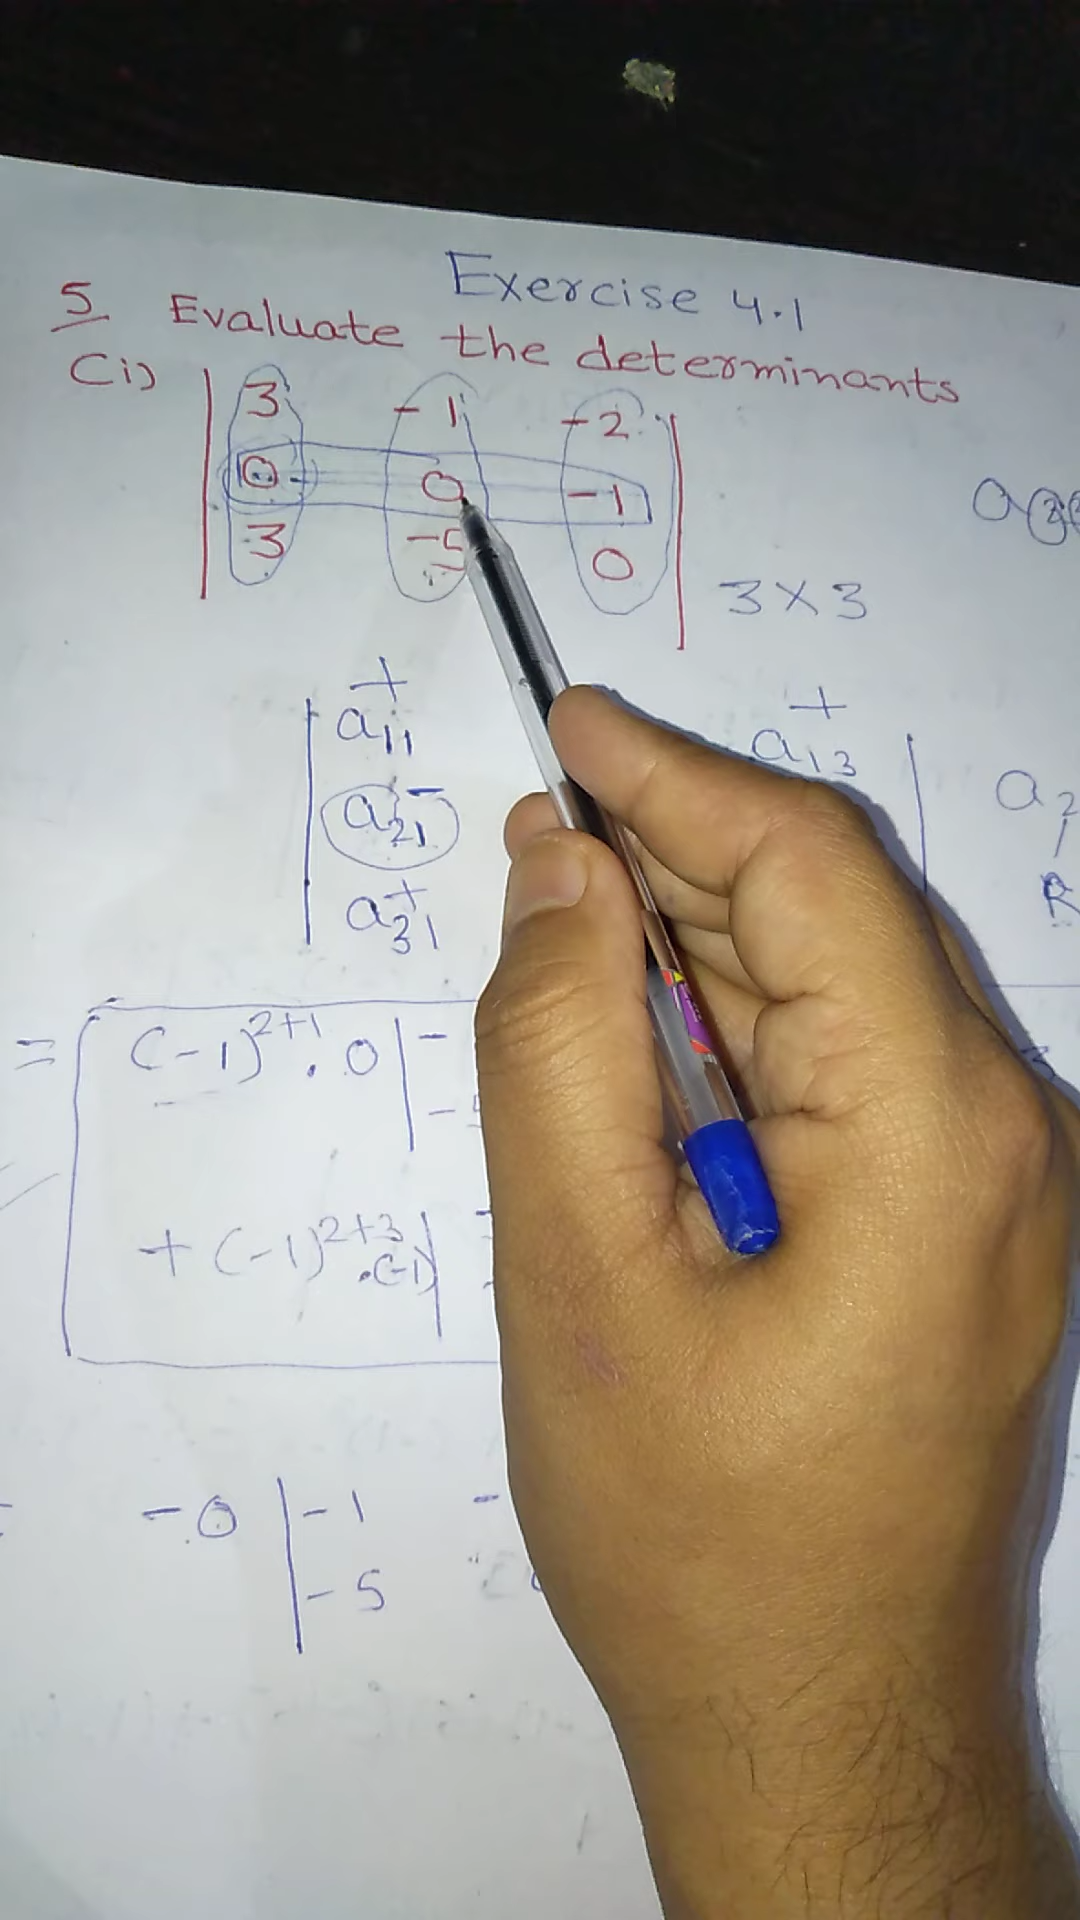 Exercise 4.1
5 Evaluate the determinants
(i) | 3 -1 -2 |
0 0 -1
3 -5 0
3×3
+ +
a11 a13
a21 -
a31 +
R
= (-1)^2+1 . 0 | -
+ (-1)^2+3 .(-1) |
-0 | -1 -
-5